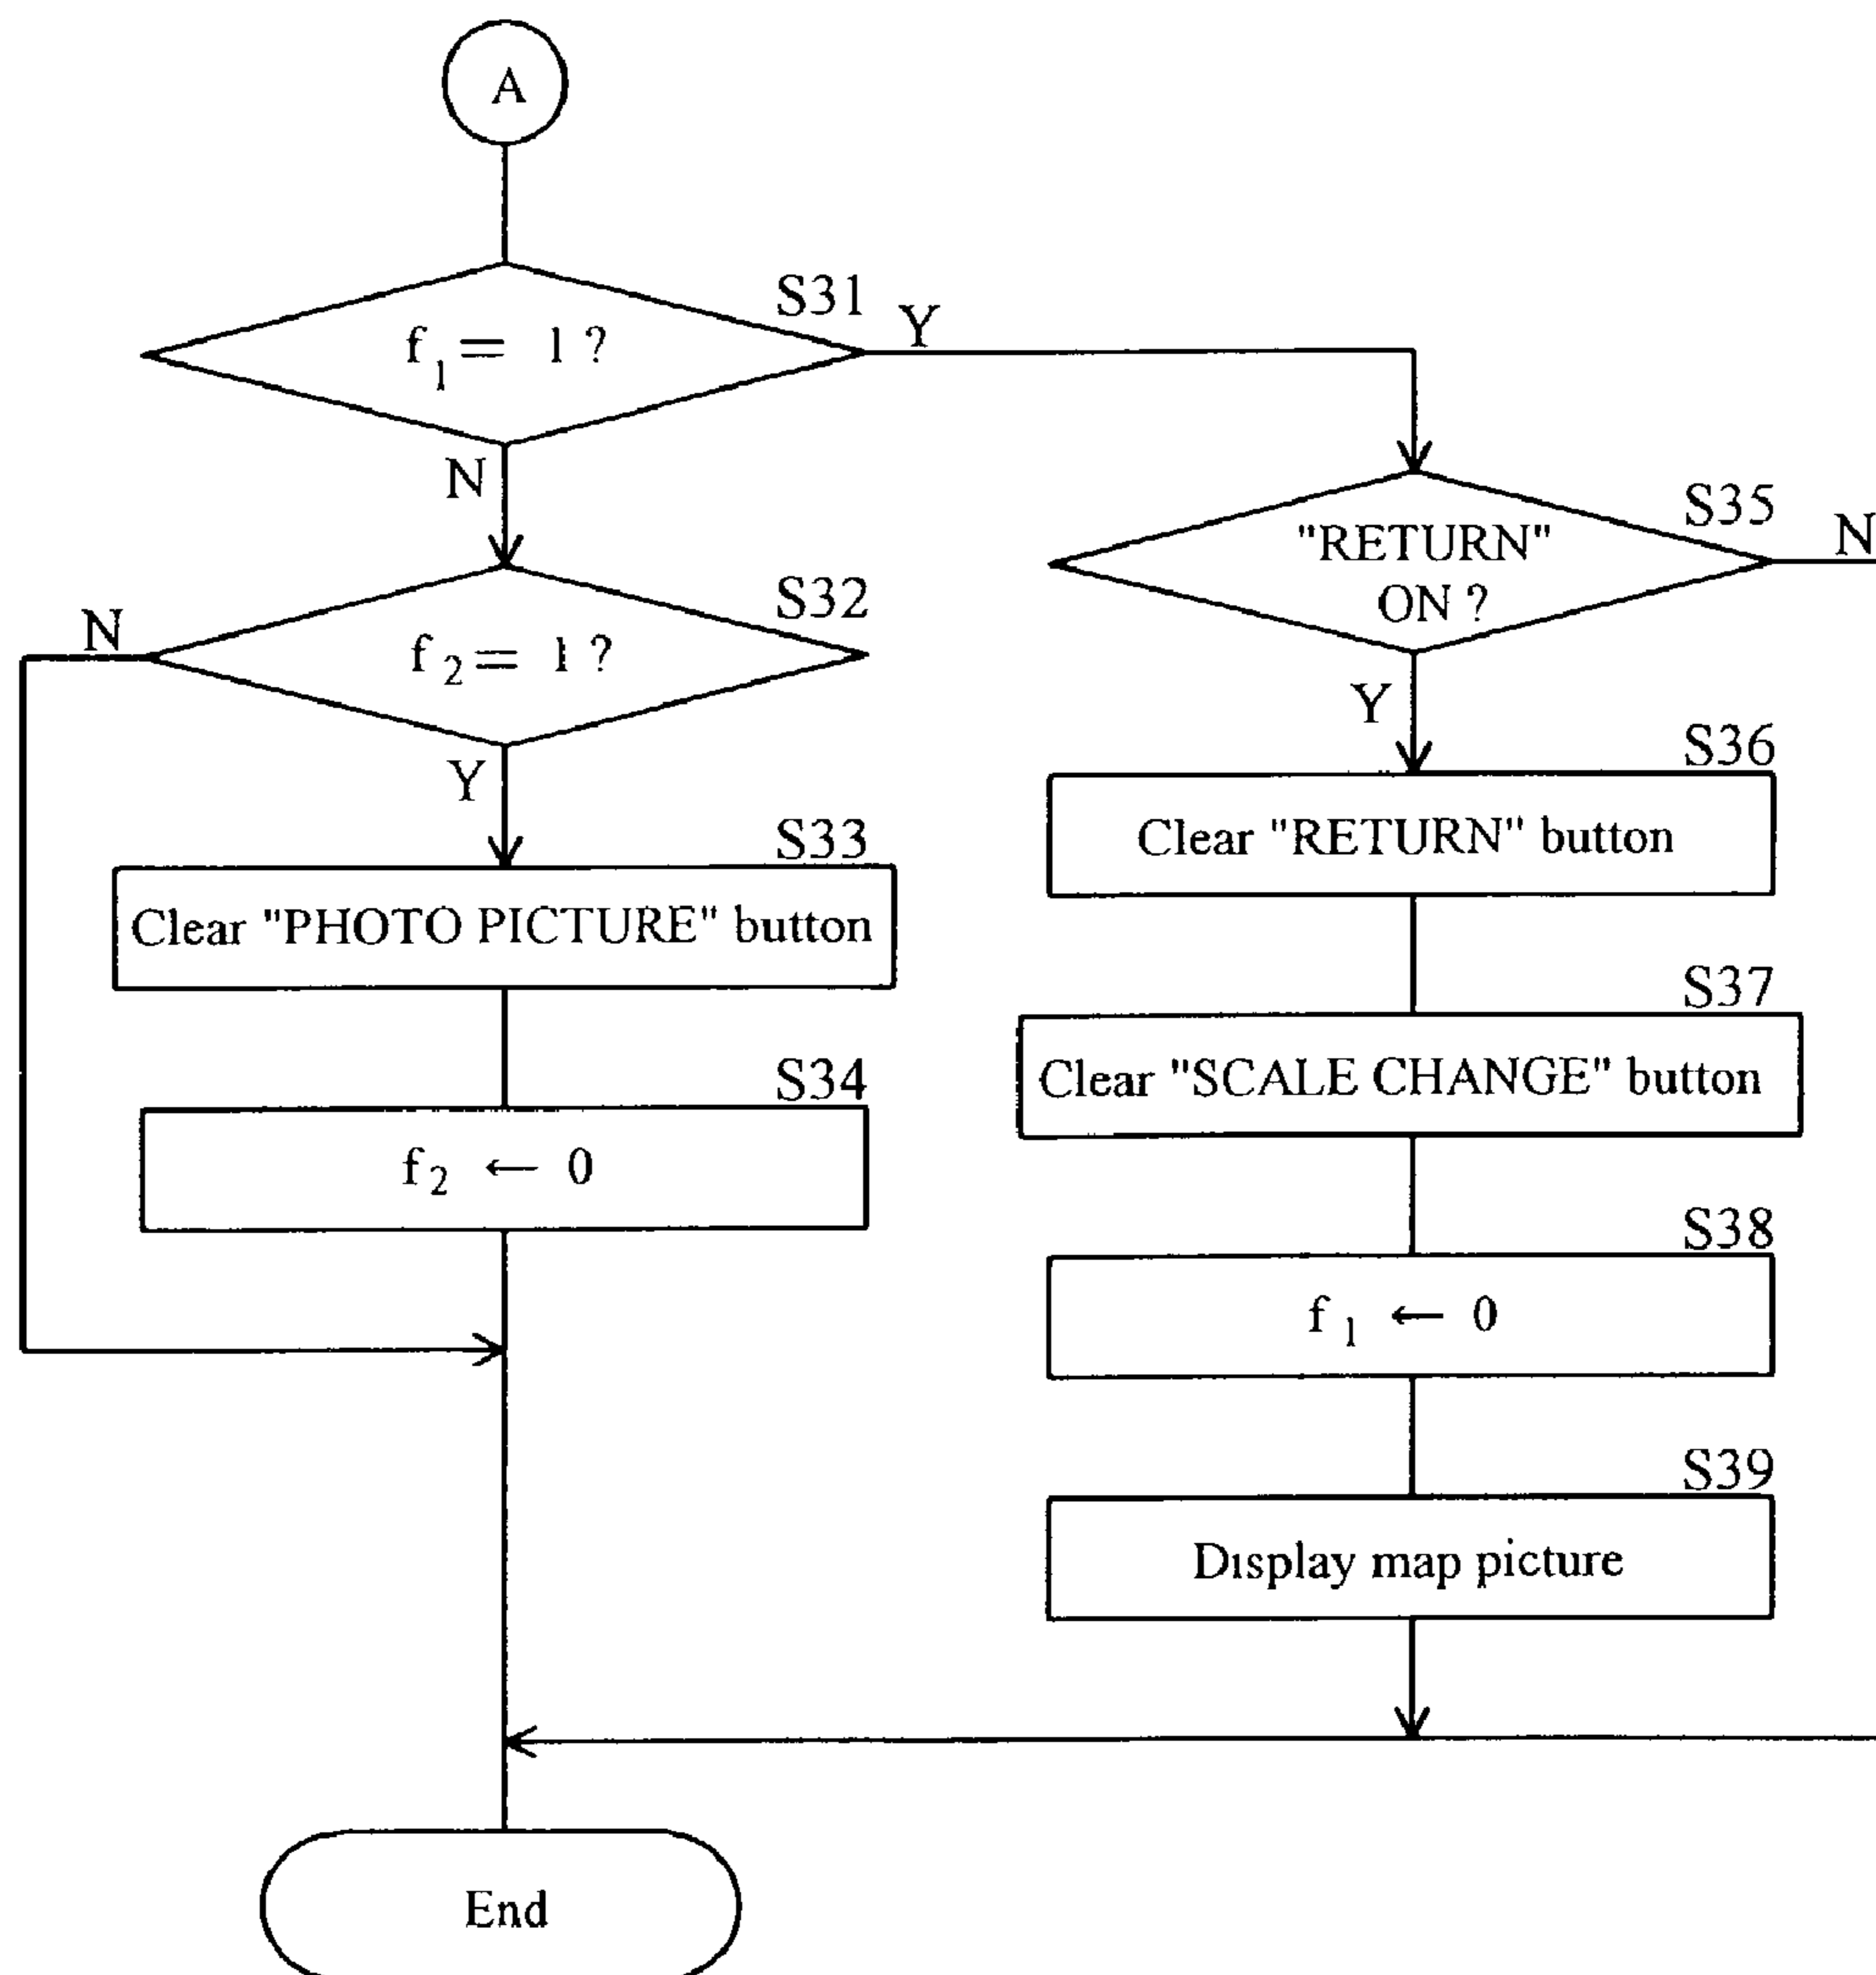 A
S31
f1 = 1 ?
Y
N
S32
f2 = 1 ?
N
Y
S33
Clear "PHOTO PICTURE" button
S34
f2 ← 0
S35
"RETURN"
ON ?
N
Y
S36
Clear "RETURN" button
S37
Clear "SCALE CHANGE" button
S38
f1 ← 0
S39
Display map picture
End